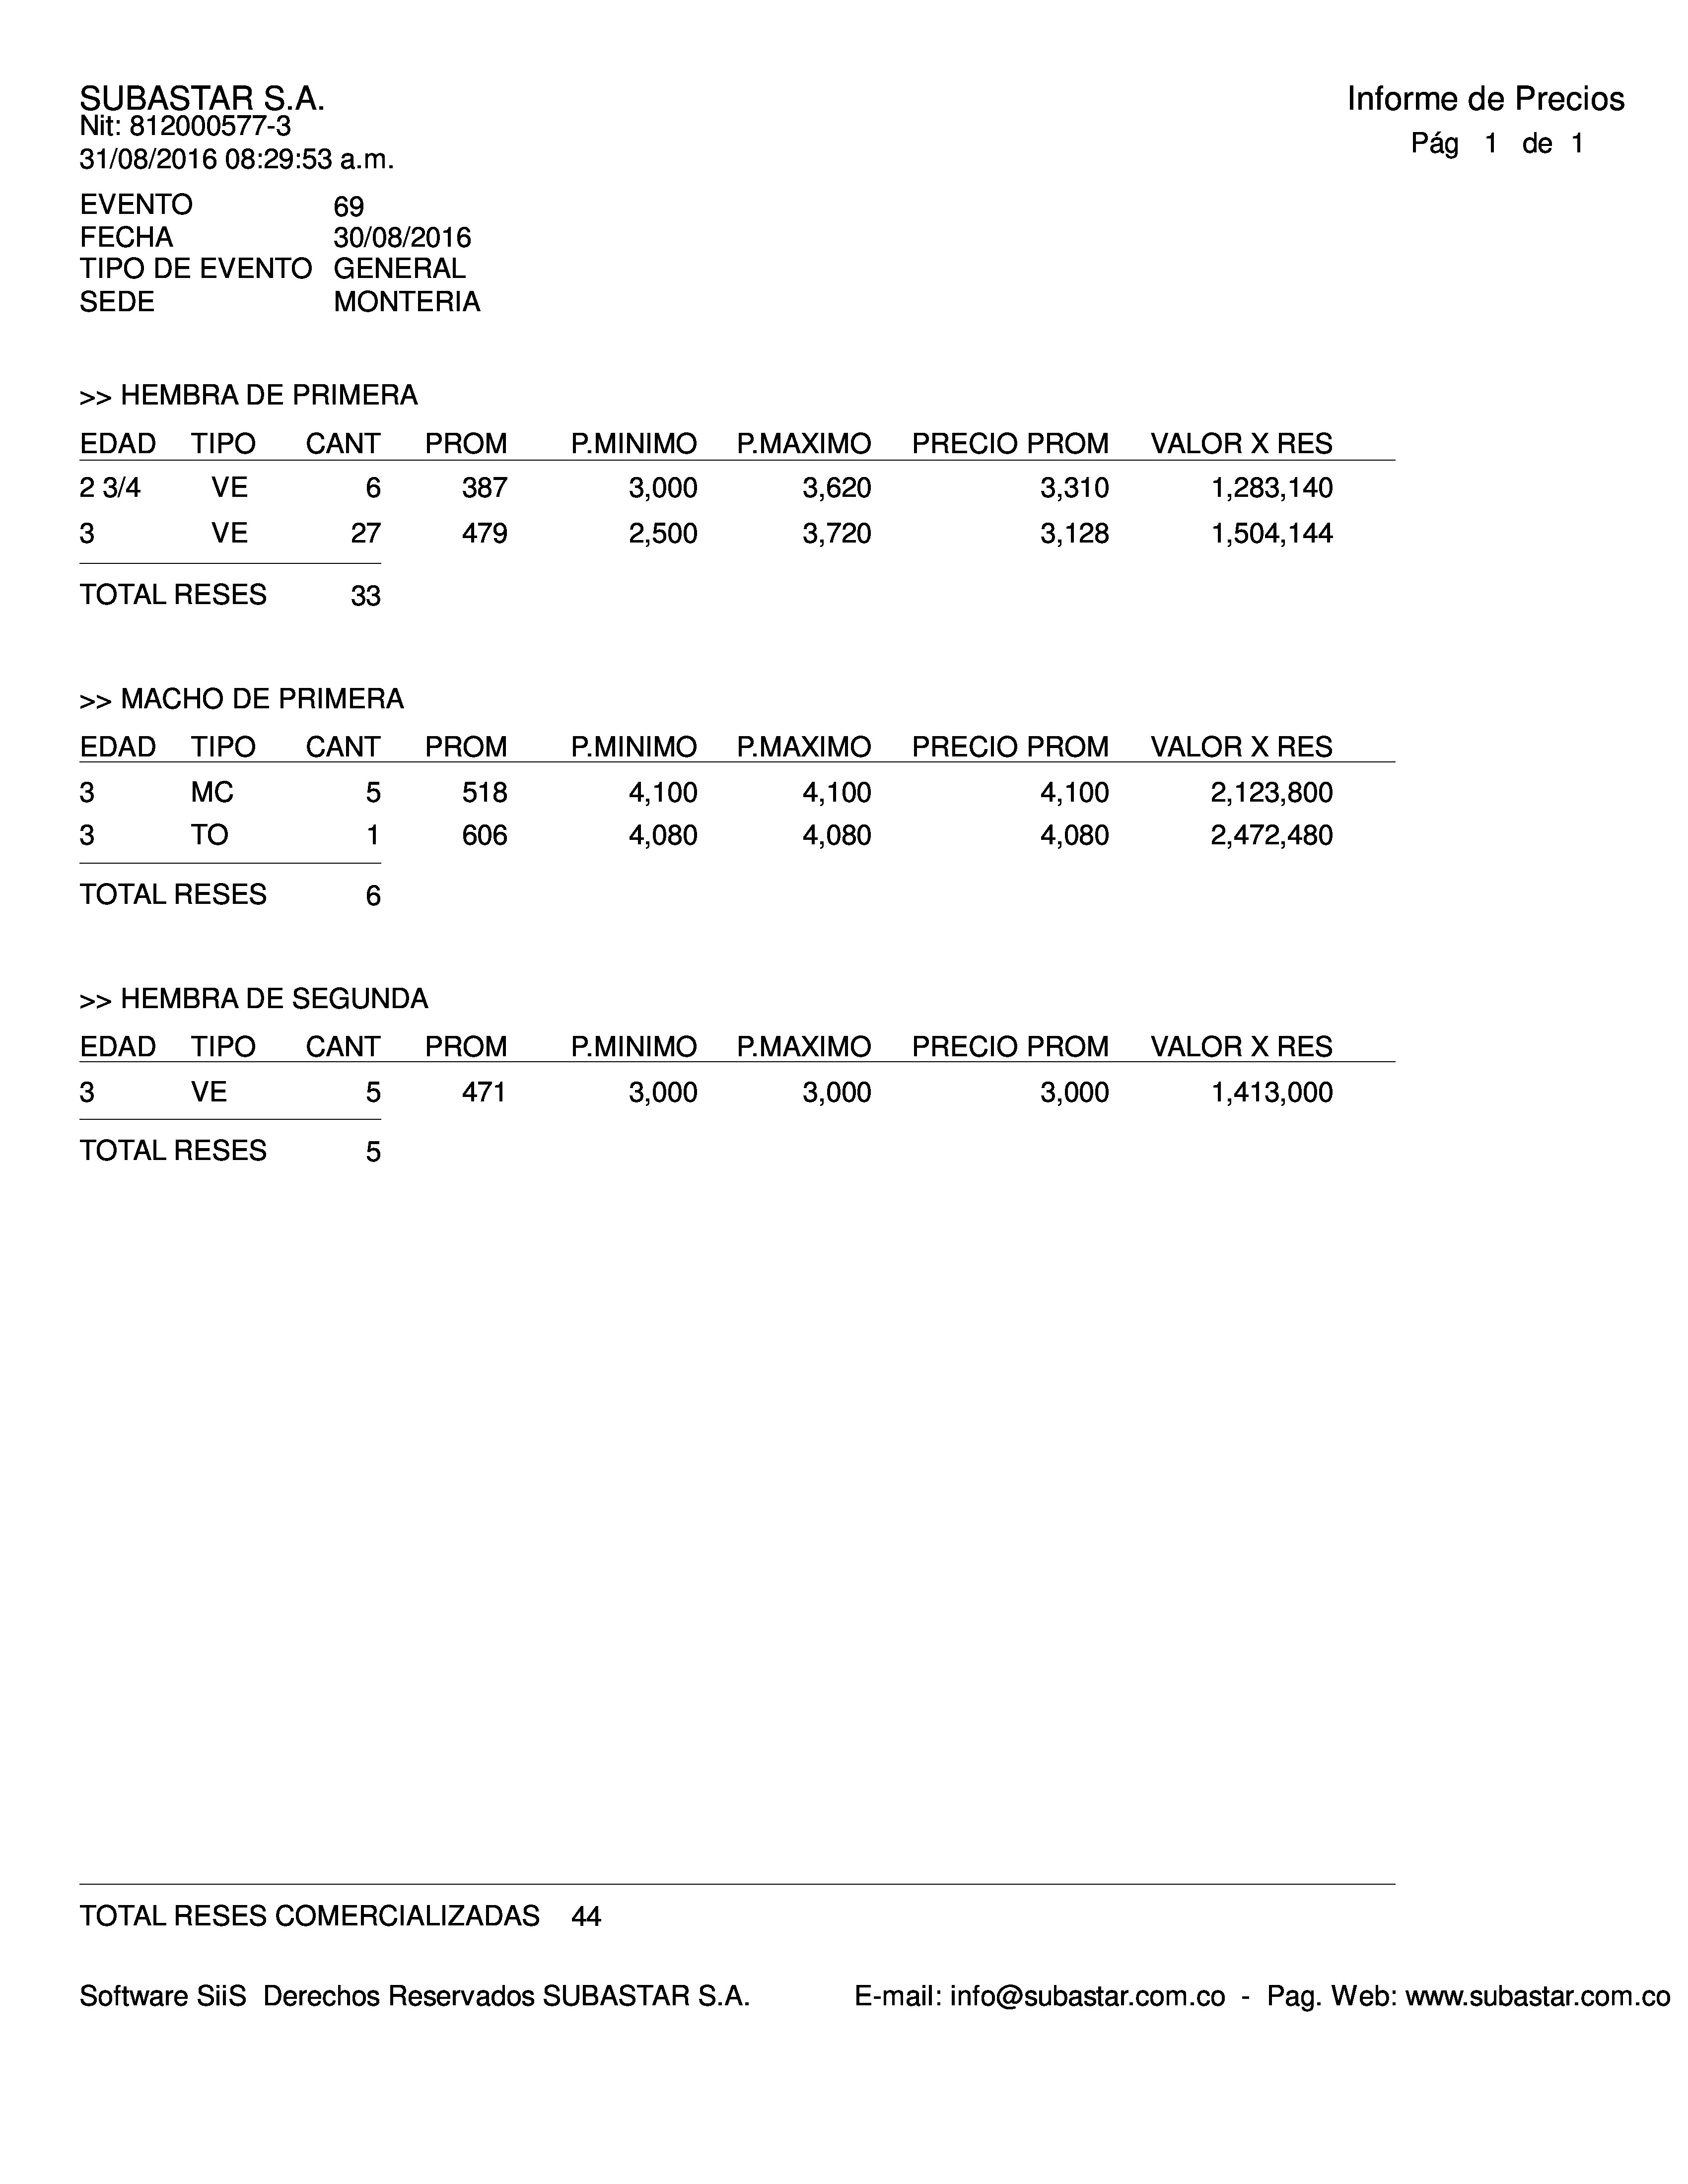 SUBASTAR S.A. Informe de Precios
Nit: 812000577-3
31/08/2016 08:29:53 a.m. Pág 1 de 1
EVENTO 69
FECHA 30/08/2016
TIPO DE EVENTO GENERAL
SEDE MONTERIA
>> HEMBRA DE PRIMERA
EDAD TIPO CANT PROM P.MINIMO P.MAXIMO PRECIO PROM VALOR X RES
2 3/4 VE 6 387 3,000 3,620 3,310 1,283,140
3 VE 27 479 2,500 3,720 3,128 1,504,144
TOTAL RESES 33
>> MACHO DE PRIMERA
EDAD TIPO CANT PROM P.MINIMO P.MAXIMO PRECIO PROM VALOR X RES
3 MC 5 518 4,100 4,100 4,100 2,123,800
3 TO 1 606 4,080 4,080 4,080 2,472,480
TOTAL RESES 6
>> HEMBRA DE SEGUNDA
EDAD TIPO CANT PROM P.MINIMO P.MAXIMO PRECIO PROM VALOR X RES
3 VE 5 471 3,000 3,000 3,000 1,413,000
TOTAL RESES 5
TOTAL RESES COMERCIALIZADAS 44
Software SiiS Derechos Reservados SUBASTAR S.A. E-mail: info@subastar.com.co - Pag. Web: www.subastar.com.co